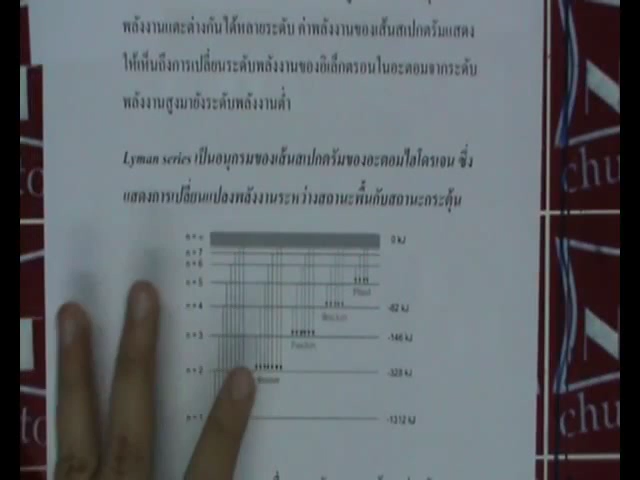 พลังงานแตะต่างกันได้หลายระดับ ค่าพลังงานของเส้นสเปกตรัมแสดง
ให้เห็นถึงการเปลี่ยนระดับพลังงานของอิเล็กตรอนในอะตอมจากระดับ
พลังงานสูงมายังระดับพลังงานต่ำ
Lyman series เป็นอนุกรมของเส้นสเปกตรัมของอะตอมไฮโดรเจน ซึ่ง
แสดงการเปลี่ยนแปลงพลังงานระหว่างสถานะพื้นกับสถานะกระตุ้น
n = ∞ 0 kJ
n = 7
n = 6
n = 5
Pfund
n = 4 -82 kJ
Brackett
n = 3 -146 kJ
Paschen
n = 2 -328 kJ
Balmer
n = 1 -1312 kJ
chu
chu
to
to